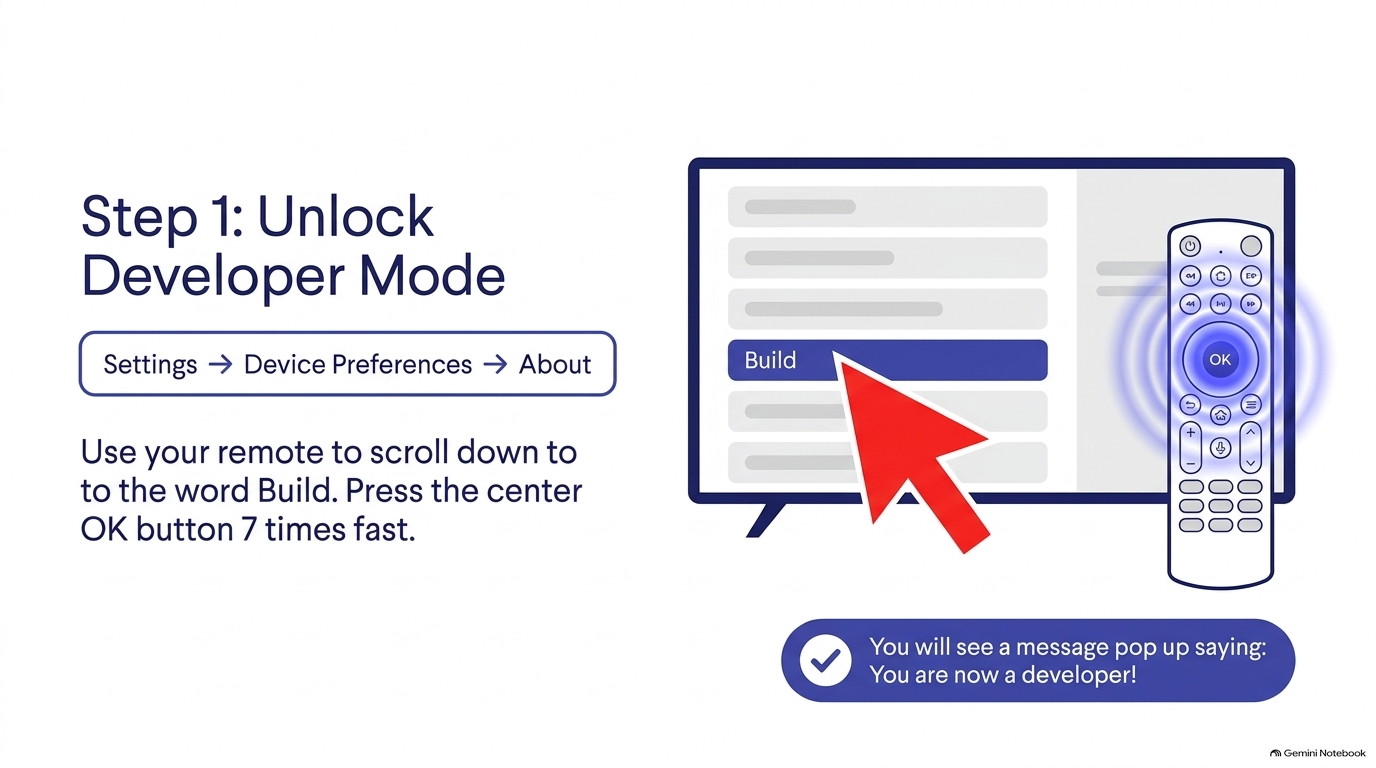 Step 1: Unlock
Developer Mode
Settings → Device Preferences → About
Use your remote to scroll down to
to the word Build. Press the center
OK button 7 times fast.
Build
OK
You will see a message pop up saying:
You are now a developer!
Gemini Notebook